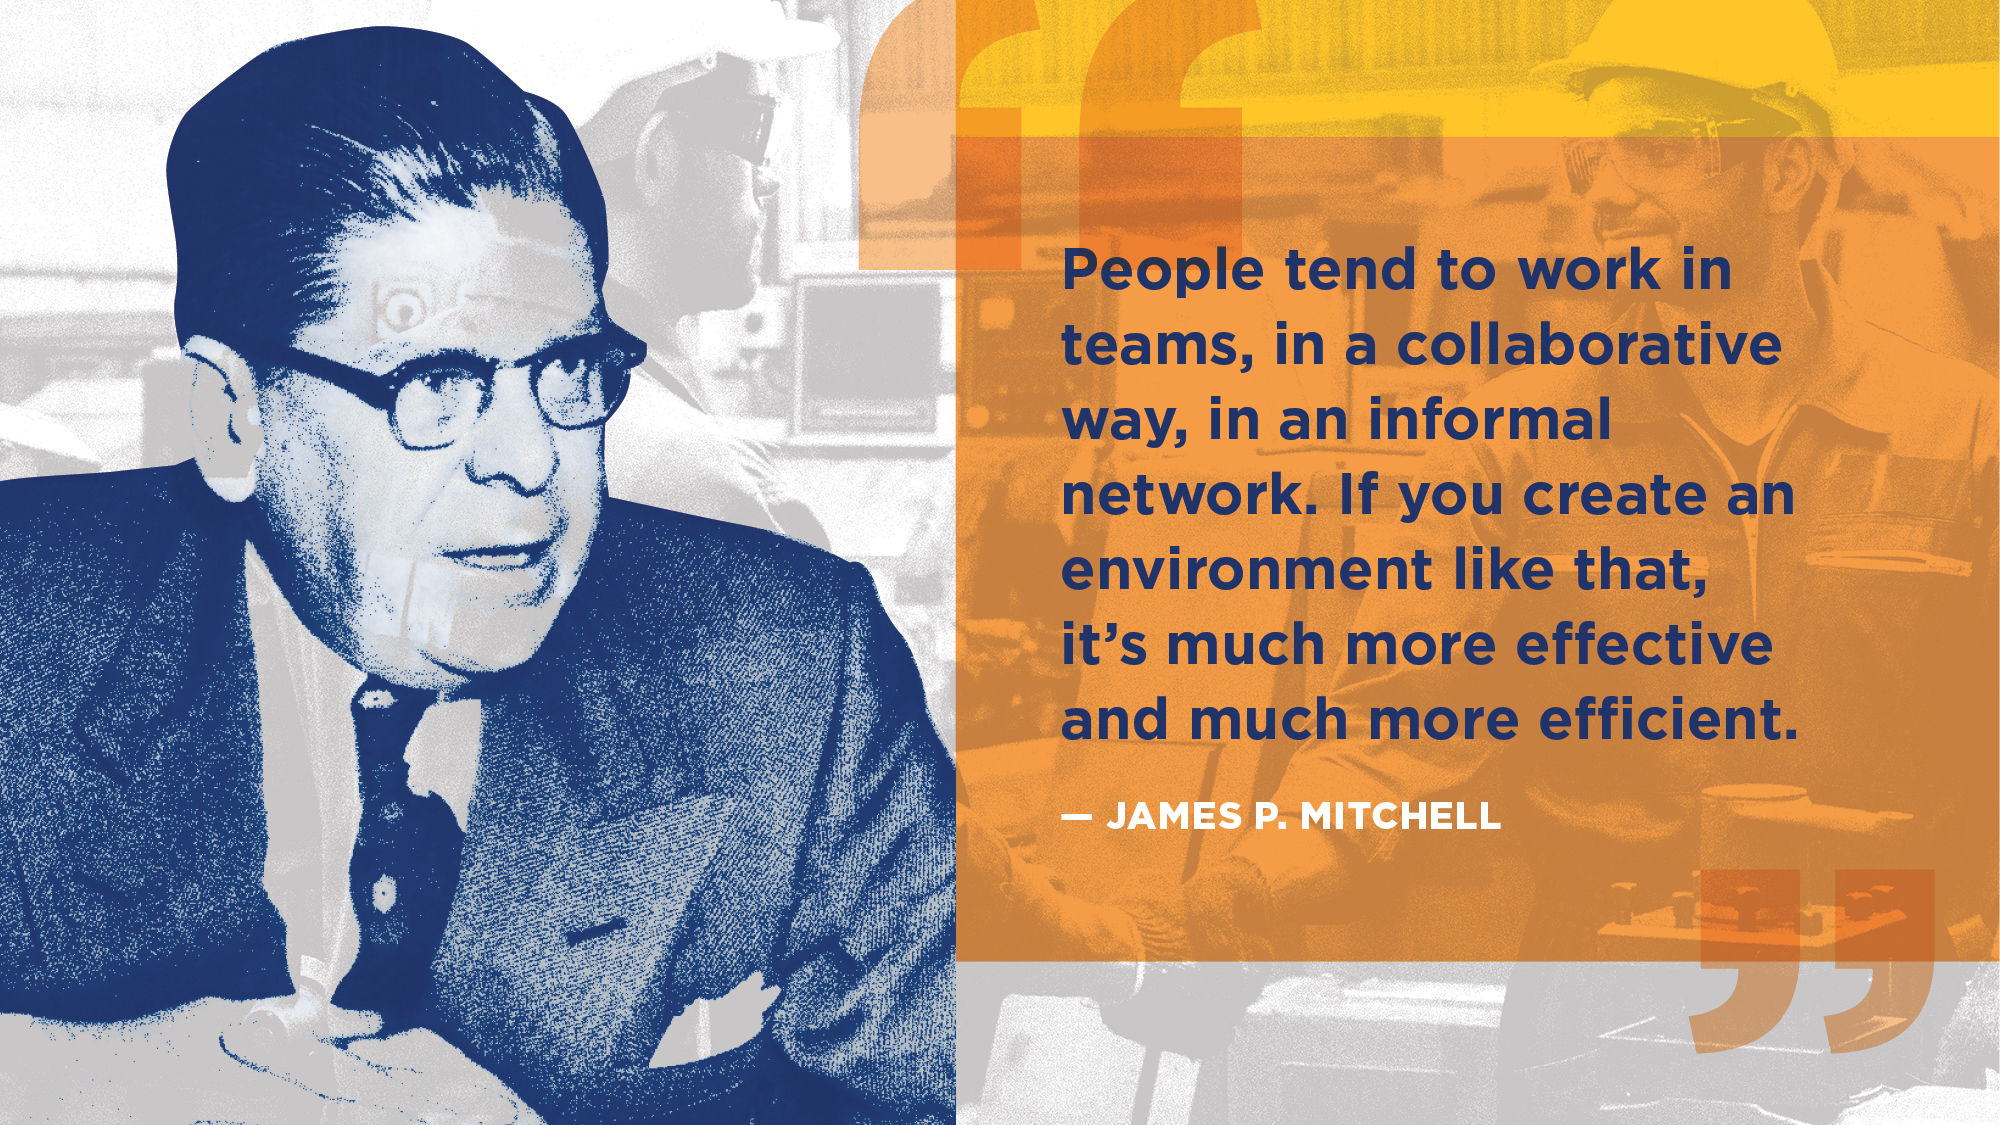 People tend to work in
teams, in a collaborative
way, in an informal
network. If you create an
environment like that,
it’s much more effective
and much more efficient.
— JAMES P. MITCHELL